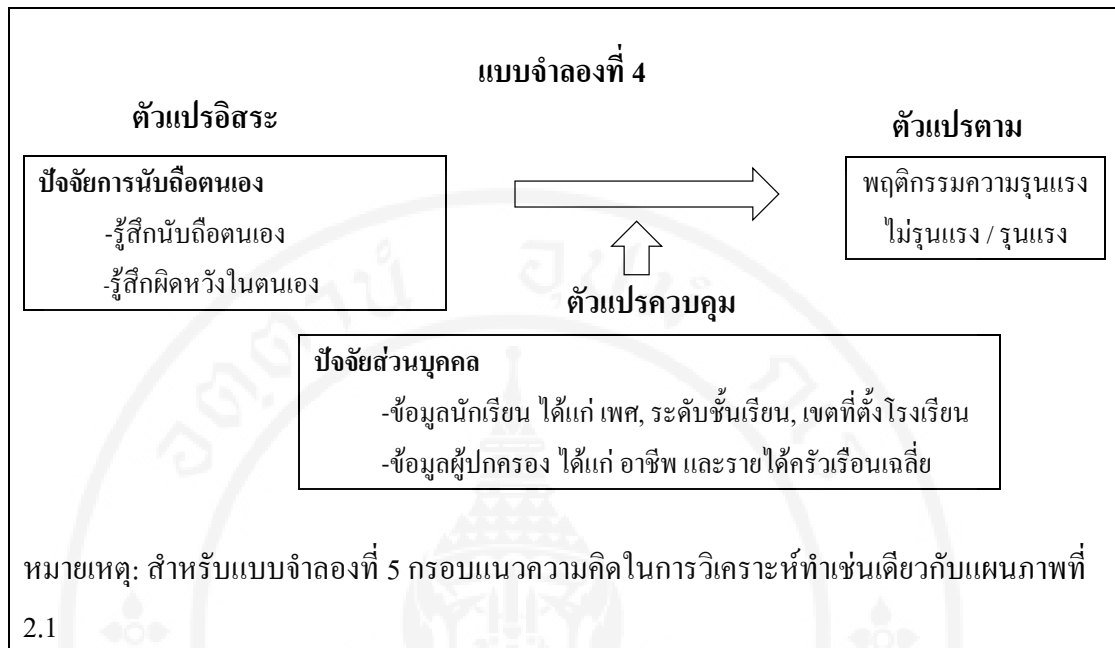 แบบจำลองที่ 4
ตัวแปรอิสระ
ตัวแปรตาม
ปัจจัยการนับถือตนเอง
-รู้สึกนับถือตนเอง
-รู้สึกผิดหวังในตนเอง
พฤติกรรมความรุนแรง
ไม่รุนแรง / รุนแรง
ตัวแปรควบคุม
ปัจจัยส่วนบุคคล
-ข้อมูลนักเรียน ได้แก่ เพศ, ระดับชั้นเรียน, เขตที่ตั้งโรงเรียน
-ข้อมูลผู้ปกครอง ได้แก่ อาชีพ และรายได้ครัวเรือนเฉลี่ย
หมายเหตุ: สำหรับแบบจำลองที่ 5 กรอบแนวความคิดในการวิเคราะห์ทำเช่นเดียวกับแผนภาพที่
2.1